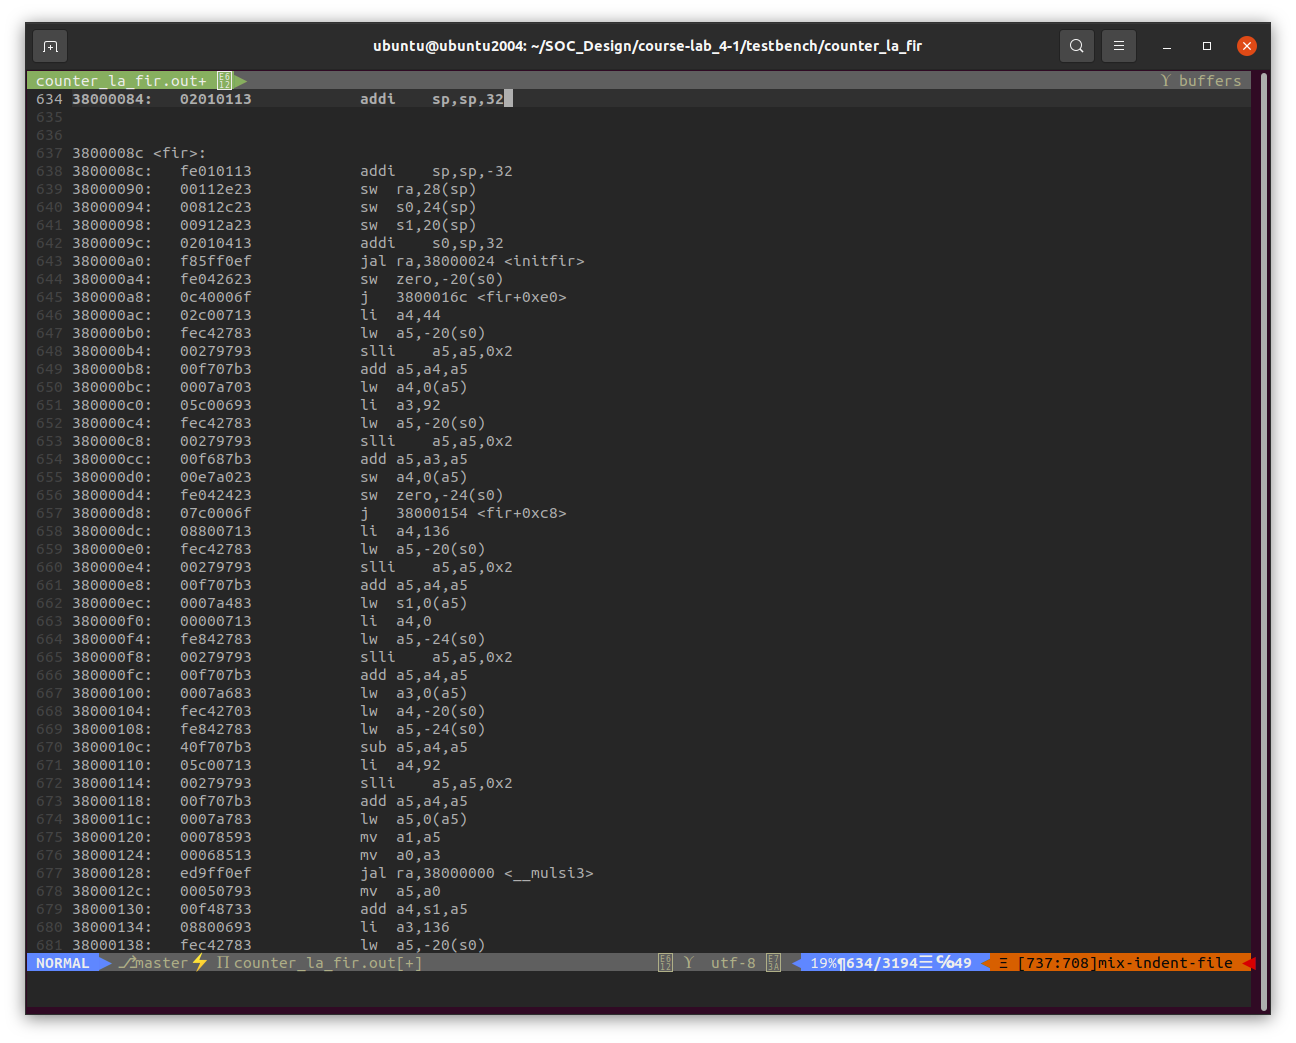 ubuntu@ubuntu2004: ~/SOC_Design/course-lab_4-1/testbench/counter_la_fir
counter_la_fir.out+ buffers
634 38000084: 02010113 addi sp,sp,32
635
636
637 3800008c <fir>:
638 3800008c: fe010113 addi sp,sp,-32
639 38000090: 00112e23 sw ra,28(sp)
640 38000094: 00812c23 sw s0,24(sp)
641 38000098: 00912a23 sw s1,20(sp)
642 3800009c: 02010413 addi s0,sp,32
643 380000a0: f85ff0ef jal ra,38000024 <initfir>
644 380000a4: fe042623 sw zero,-20(s0)
645 380000a8: 0c40006f j 3800016c <fir+0xe0>
646 380000ac: 02c00713 li a4,44
647 380000b0: fec42783 lw a5,-20(s0)
648 380000b4: 00279793 slli a5,a5,0x2
649 380000b8: 00f707b3 add a5,a4,a5
650 380000bc: 0007a703 lw a4,0(a5)
651 380000c0: 05c00693 li a3,92
652 380000c4: fec42783 lw a5,-20(s0)
653 380000c8: 00279793 slli a5,a5,0x2
654 380000cc: 00f687b3 add a5,a3,a5
655 380000d0: 00e7a023 sw a4,0(a5)
656 380000d4: fe042423 sw zero,-24(s0)
657 380000d8: 07c0006f j 38000154 <fir+0xc8>
658 380000dc: 08800713 li a4,136
659 380000e0: fec42783 lw a5,-20(s0)
660 380000e4: 00279793 slli a5,a5,0x2
661 380000e8: 00f707b3 add a5,a4,a5
662 380000ec: 0007a483 lw s1,0(a5)
663 380000f0: 00000713 li a4,0
664 380000f4: fe842783 lw a5,-24(s0)
665 380000f8: 00279793 slli a5,a5,0x2
666 380000fc: 00f707b3 add a5,a4,a5
667 38000100: 0007a683 lw a3,0(a5)
668 38000104: fec42703 lw a4,-20(s0)
669 38000108: fe842783 lw a5,-24(s0)
670 3800010c: 40f707b3 sub a5,a4,a5
671 38000110: 05c00713 li a4,92
672 38000114: 00279793 slli a5,a5,0x2
673 38000118: 00f707b3 add a5,a4,a5
674 3800011c: 0007a783 lw a5,0(a5)
675 38000120: 00078593 mv a1,a5
676 38000124: 00068513 mv a0,a3
677 38000128: ed9ff0ef jal ra,38000000 <__mulsi3>
678 3800012c: 00050793 mv a5,a0
679 38000130: 00f48733 add a4,s1,a5
680 38000134: 08800693 li a3,136
681 38000138: fec42783 lw a5,-20(s0)
NORMAL master⚡ Π counter_la_fir.out[+] utf-8 19%¶634/3194☰℅49 Ξ [737:708]mix-indent-file